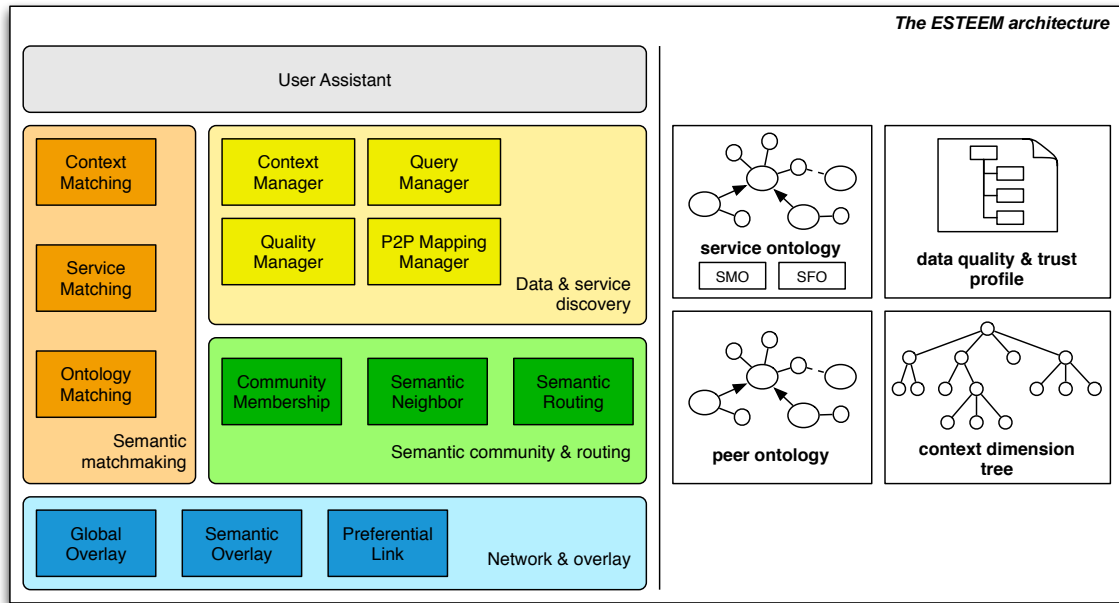 The ESTEEM architecture
User Assistant
Context
Matching
Service
Matching
Ontology
Matching
Semantic
matchmaking
Context
Manager
Query
Manager
Quality
Manager
P2P Mapping
Manager
Data & service
discovery
Community
Membership
Semantic
Neighbor
Semantic
Routing
Semantic community & routing
Global
Overlay
Semantic
Overlay
Preferential
Link
Network & overlay
service ontology
SMO
SFO
data quality & trust
profile
peer ontology
context dimension
tree